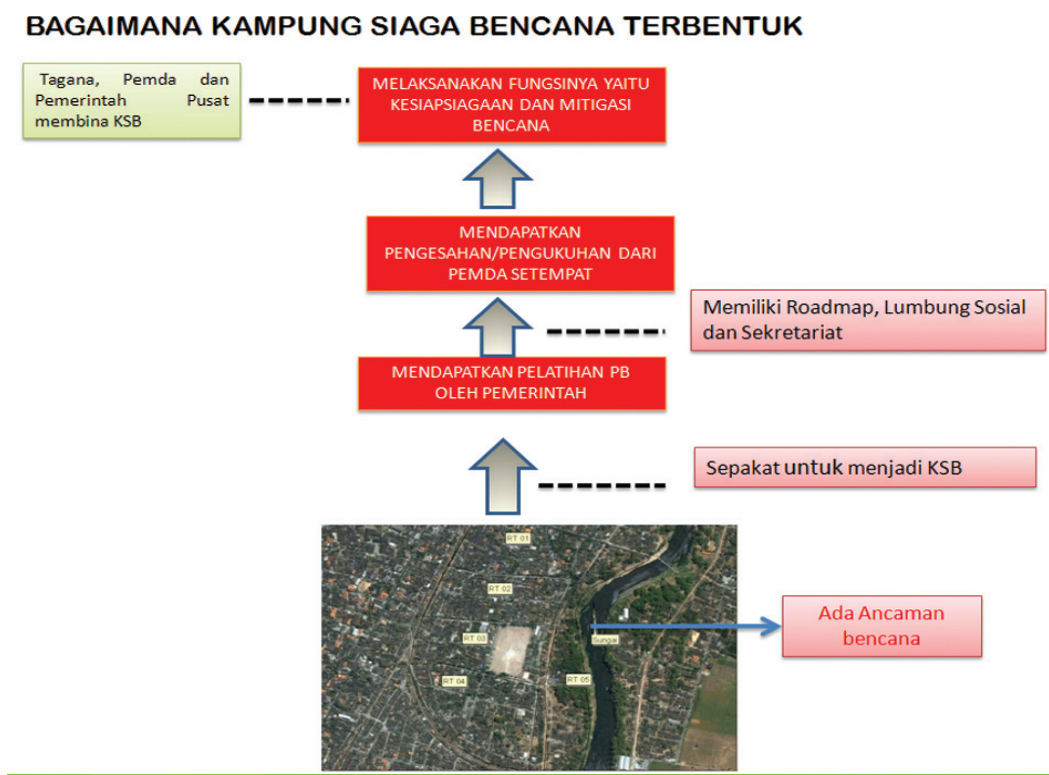 BAGAIMANA KAMPUNG SIAGA BENCANA TERBENTUK
Tagana, Pemda dan
Pemerintah Pusat
membina KSB
MELAKSANAKAN FUNGSINYA YAITU
KESIAPSIAGAAN DAN MITIGASI
BENCANA
MENDAPATKAN
PENGESAHAN/PENGUKUHAN DARI
PEMDA SETEMPAT
Memiliki Roadmap, Lumbung Sosial
dan Sekretariat
MENDAPATKAN PELATIHAN PB
OLEH PEMERINTAH
Sepakat untuk menjadi KSB
RT 01
RT 02
RT 03
Sungai
RT 04
RT 05
Ada Ancaman
bencana